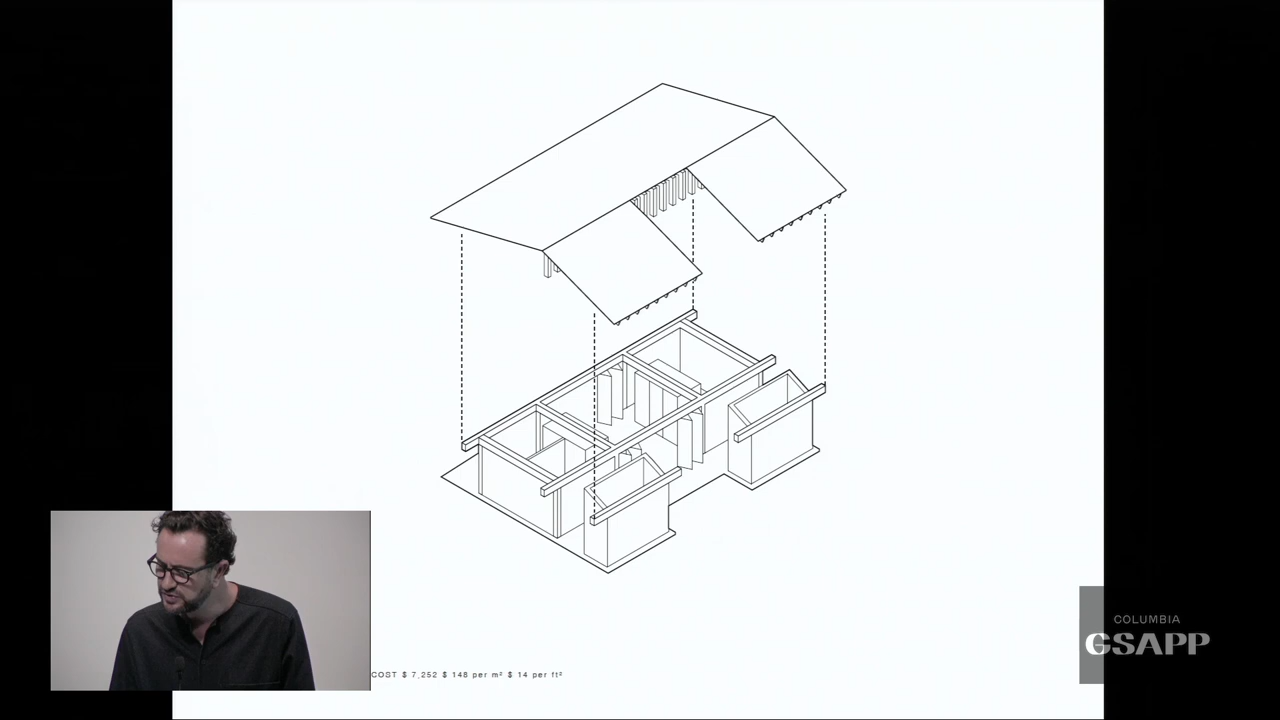 COST $ 7,252 $ 148 per m² $ 14 per ft²
COLUMBIA
GSAPP